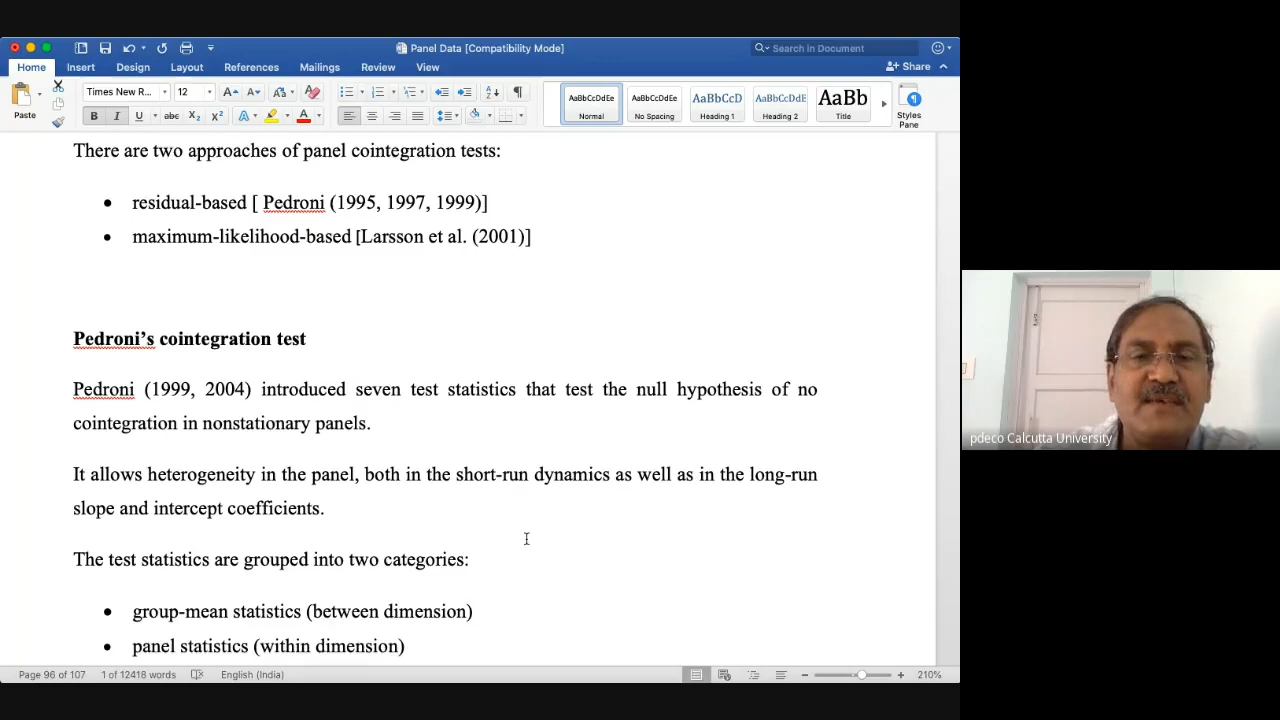 Panel Data [Compatibility Mode]
Search in Document
Home Insert Design Layout References Mailings Review View
Share
Paste
Times New R... 12
AaBbCcDdEe AaBbCcDdEe AaBbCcD AaBbCcDdE AaBb
Normal No Spacing Heading 1 Heading 2 Title
Styles
Pane
There are two approaches of panel cointegration tests:
• residual-based [ Pedroni (1995, 1997, 1999)]
• maximum-likelihood-based [Larsson et al. (2001)]
Pedroni’s cointegration test
Pedroni (1999, 2004) introduced seven test statistics that test the null hypothesis of no
cointegration in nonstationary panels.
It allows heterogeneity in the panel, both in the short-run dynamics as well as in the long-run
slope and intercept coefficients.
The test statistics are grouped into two categories:
• group-mean statistics (between dimension)
• panel statistics (within dimension)
Page 96 of 107 1 of 12418 words English (India) 210%
pdeco Calcutta University